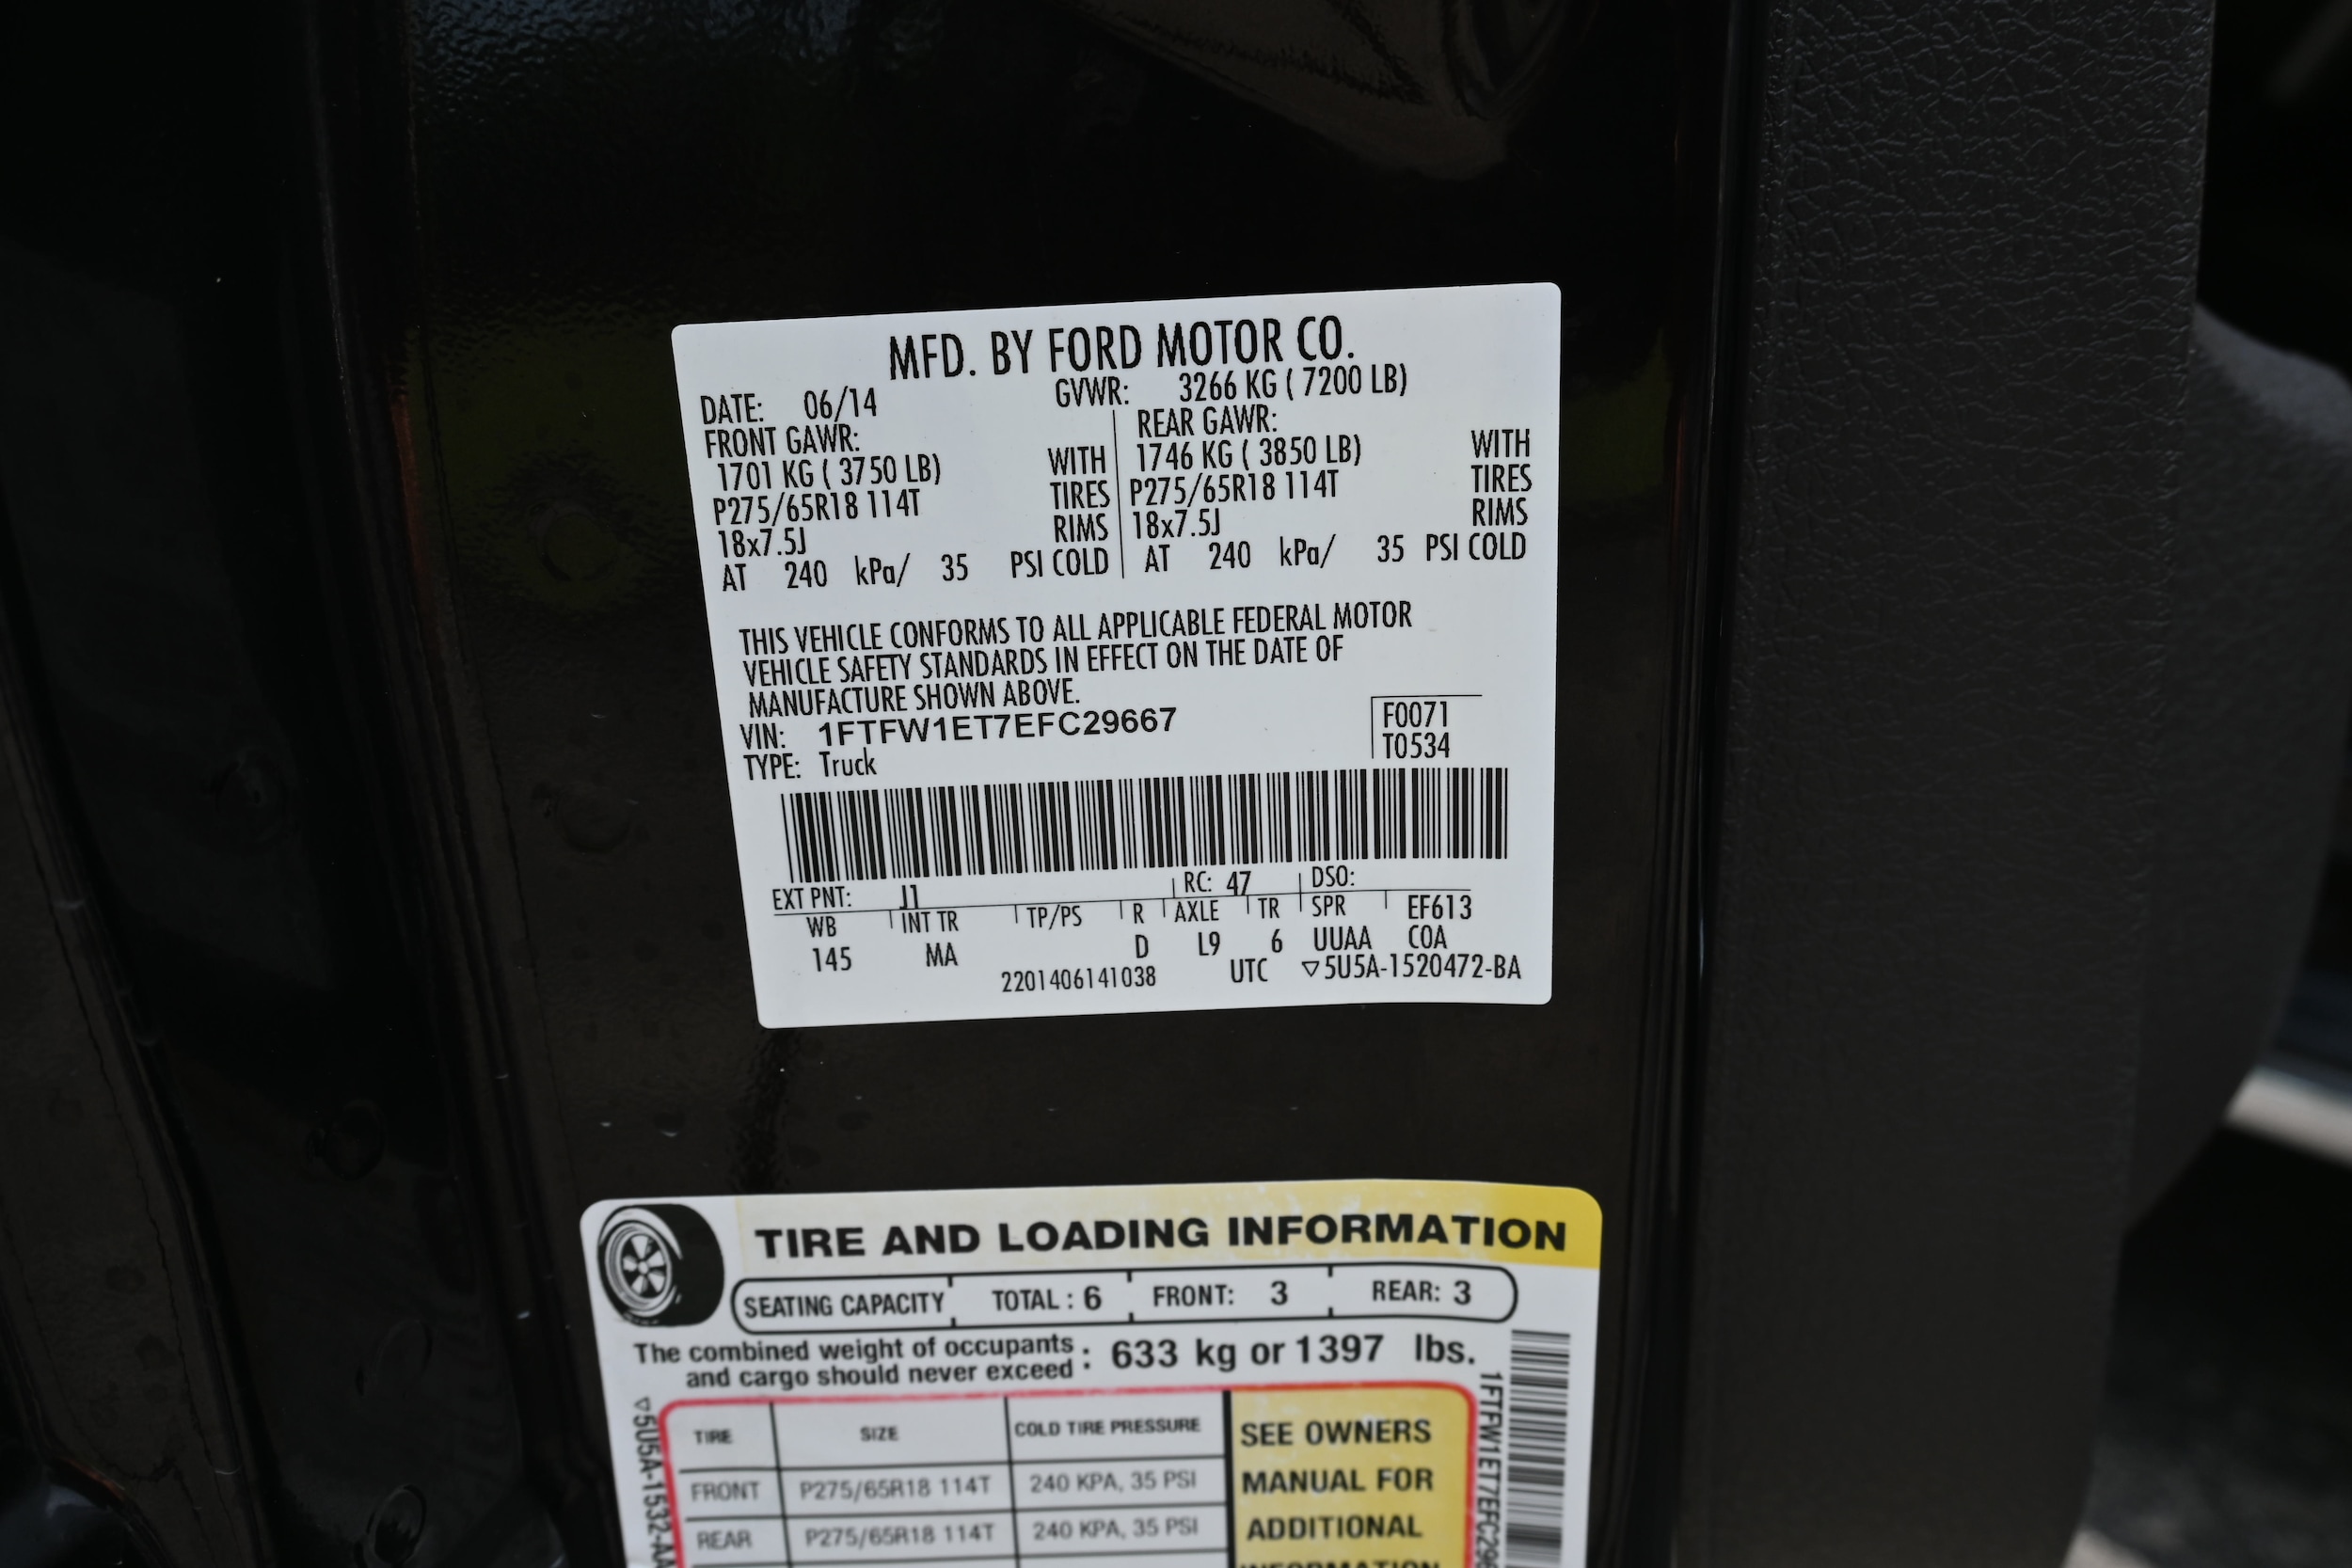 MFD. BY FORD MOTOR CO.
DATE: 06/14 GVWR: 3266 KG ( 7200 LB)
FRONT GAWR: REAR GAWR:
1701 KG ( 3750 LB) WITH 1746 KG ( 3850 LB) WITH
P275/65R18 114T TIRES P275/65R18 114T TIRES
18x7.5J RIMS 18x7.5J RIMS
AT 240 kPa/ 35 PSI COLD AT 240 kPa/ 35 PSI COLD
THIS VEHICLE CONFORMS TO ALL APPLICABLE FEDERAL MOTOR
VEHICLE SAFETY STANDARDS IN EFFECT ON THE DATE OF
MANUFACTURE SHOWN ABOVE.
VIN: 1FTFW1ET7EFC29667 F0071
TYPE: Truck T0534
EXT PNT: J1 RC: 47 DSO:
WB INT TR TP/PS R AXLE TR SPR EF613
145 MA D L9 6 UUAA C0A
2201406141038 UTC ▽5U5A-1520472-BA
TIRE AND LOADING INFORMATION
SEATING CAPACITY TOTAL : 6 FRONT: 3 REAR: 3
The combined weight of occupants
and cargo should never exceed : 633 kg or 1397 lbs.
TIRE SIZE COLD TIRE PRESSURE
FRONT P275/65R18 114T 240 KPA, 35 PSI
REAR P275/65R18 114T 240 KPA, 35 PSI
SEE OWNERS
MANUAL FOR
ADDITIONAL
INFORMATION
▽5U5A-1532-AA
1FTFW1ET7EFC296